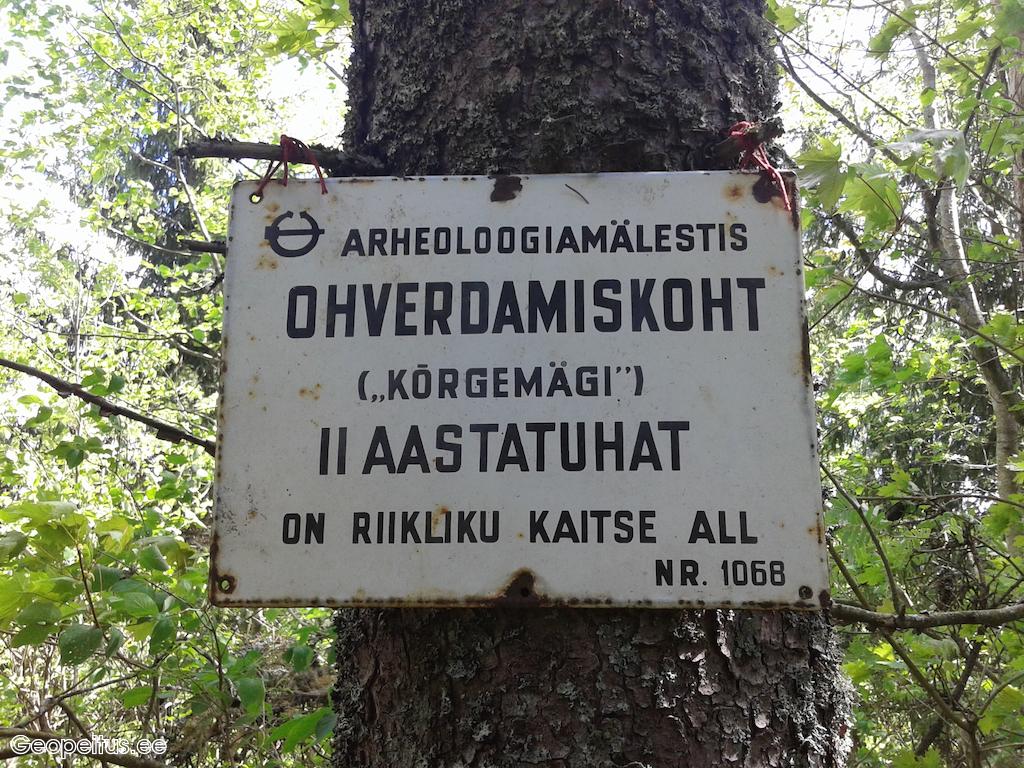 ARHEOLOOGIAMÄLESTIS
OHVERDAMISKOHT
(„KÕRGEMÄGI”)
II AASTATUHAT
ON RIIKLIKU KAITSE ALL
NR. 1068
Geopeitus.ee